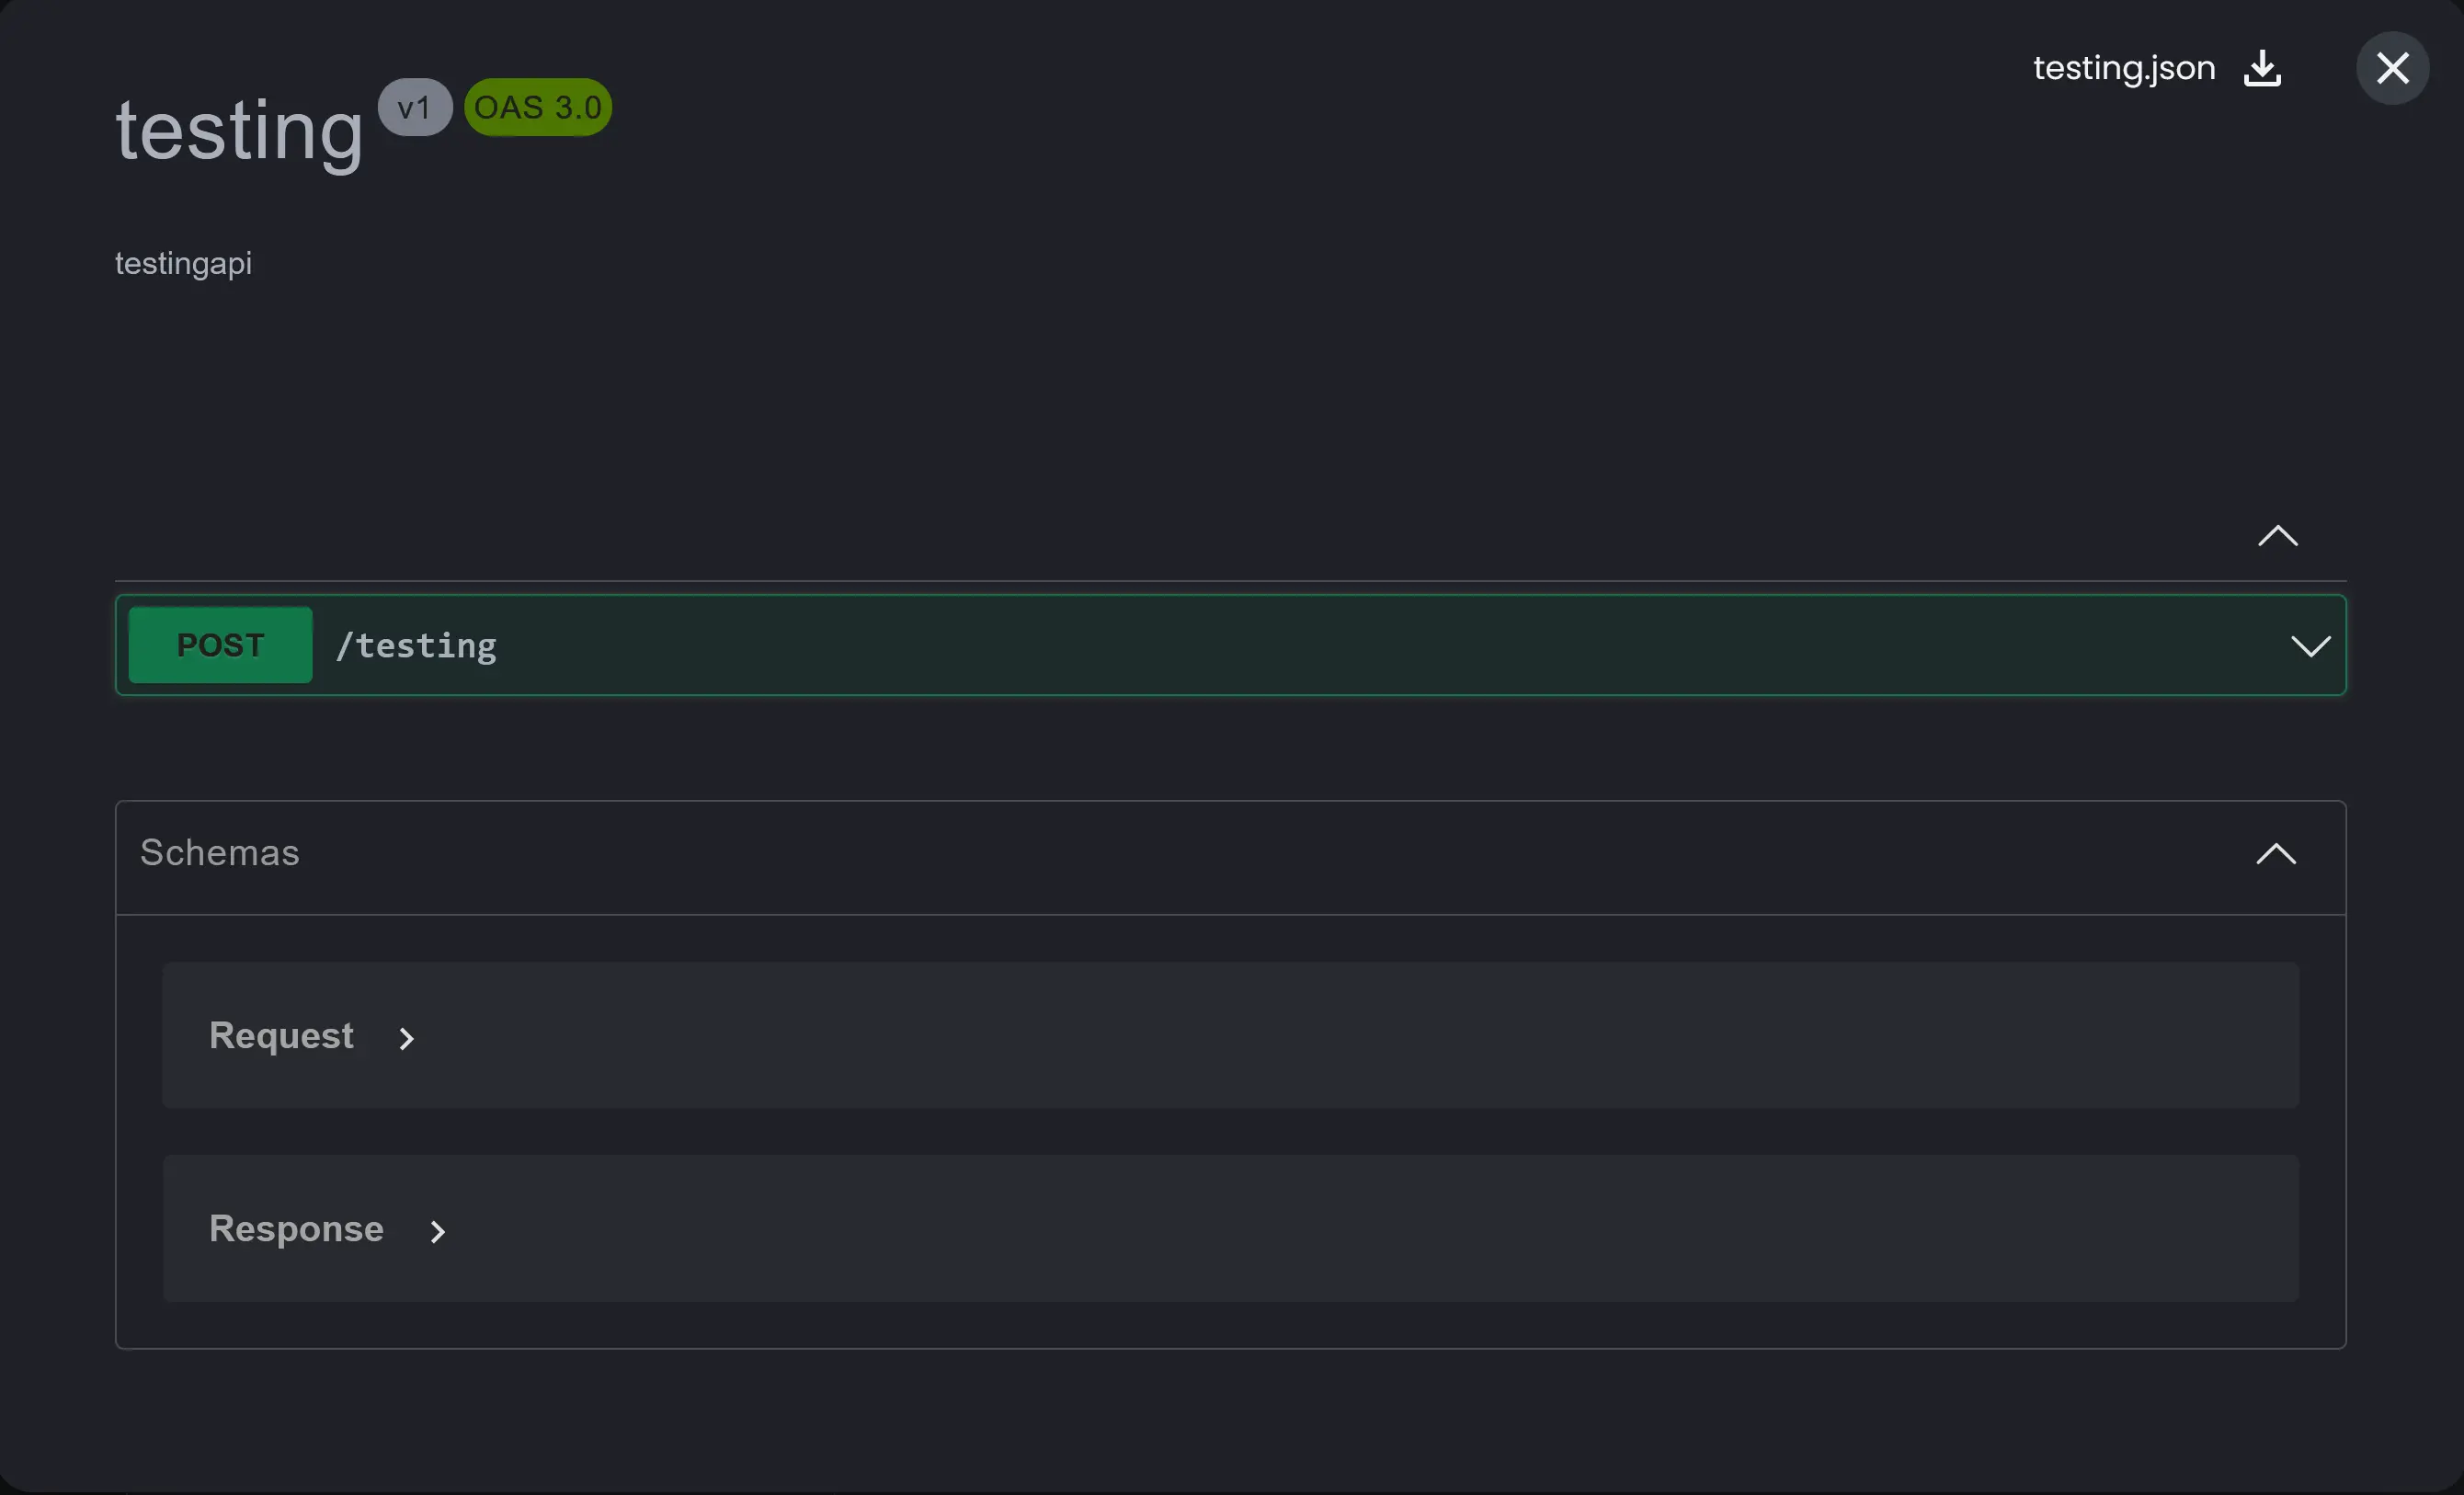 testing.json
testing v1 OAS 3.0
testingapi
POST /testing
Schemas
Request
Response